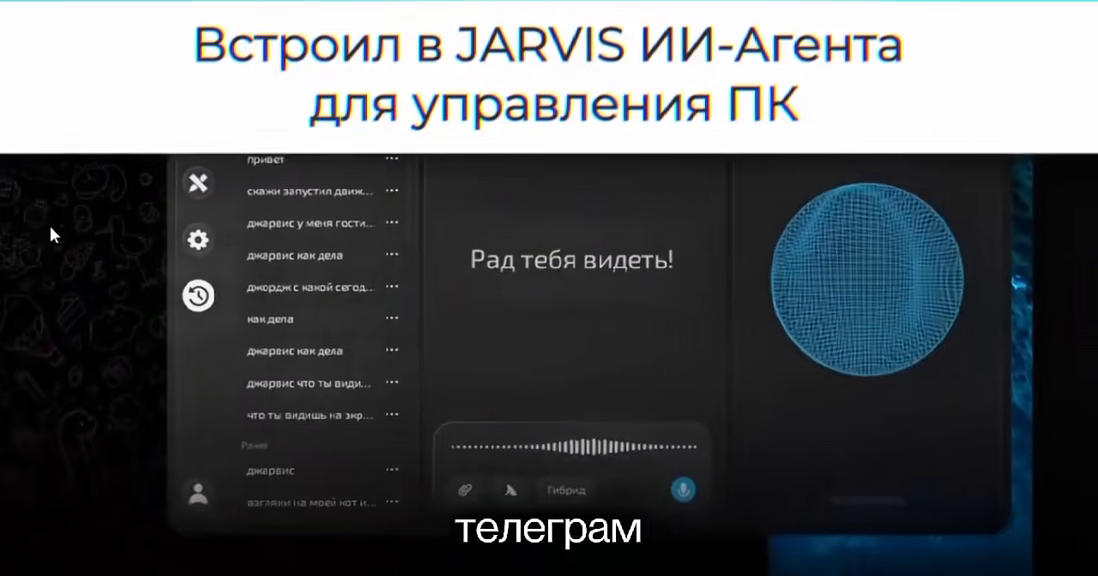 Встроил в JARVIS ИИ-Агента
для управления ПК
привет
скажи запустил движ...
джарвис у меня гости...
джарвис как дела
джордж с какой сегод...
как дела
джарвис как дела
джарвис что ты види...
что ты видишь на экр...
Ранее
джарвис
взгляни на мой кот и...
Рад тебя видеть!
Гибрид
телеграм